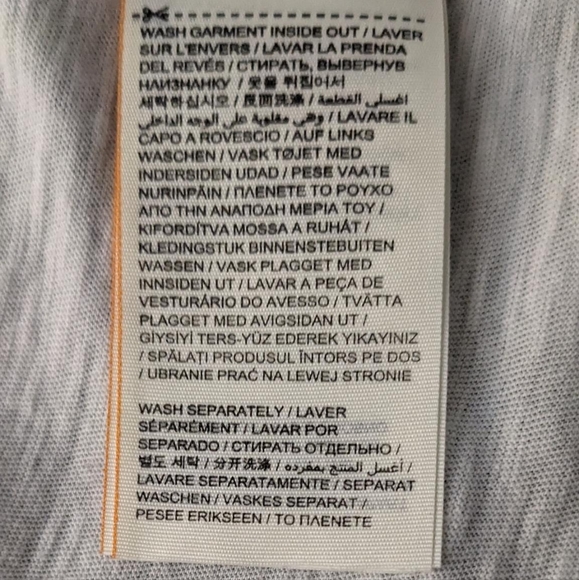 WASH GARMENT INSIDE OUT / LAVER
SUR L'ENVERS / LAVAR LA PRENDA
DEL REVÉS / СТИРАТЬ, ВЫВЕРНУВ
НАИЗНАНКУ / 옷을 뒤집어서
세탁하십시오 / 反面洗涤 / اغسلي القطعة
وهي مقلوبة على الوجه الداخلي / LAVARE IL
CAPO A ROVESCIO / AUF LINKS
WASCHEN / VASK TØJET MED
INDERSIDEN UDAD / PESE VAATE
NURINPÄIN / ΠΛΕΝΕΤΕ ΤΟ ΡΟΥΧΟ
ΑΠΟ ΤΗΝ ΑΝΑΠΟΔΗ ΜΕΡΙΑ ΤΟΥ /
KIFORDÍTVA MOSSA A RUHÁT /
KLEDINGSTUK BINNENSTEBUITEN
WASSEN / VASK PLAGGET MED
INNSIDEN UT / LAVAR A PEÇA DE
VESTURÁRIO DO AVESSO / TVÄTTA
PLAGGET MED AVIGSIDAN UT /
GİYSİYİ TERS-YÜZ EDEREK YIKAYINIZ
/ SPĂLAȚI PRODUSUL ÎNTORS PE DOS
/ UBRANIE PRAĆ NA LEWEJ STRONIE
WASH SEPARATELY / LAVER
SÉPARÉMENT / LAVAR POR
SEPARADO / СТИРАТЬ ОТДЕЛЬНО /
별도 세탁 / 分开洗涤 / أغسل المنتج بمفرده /
LAVARE SEPARATAMENTE / SEPARAT
WASCHEN / VASKES SEPARAT /
PESEE ERIKSEEN / ΤΟ ΠΛΕΝΕΤΕ